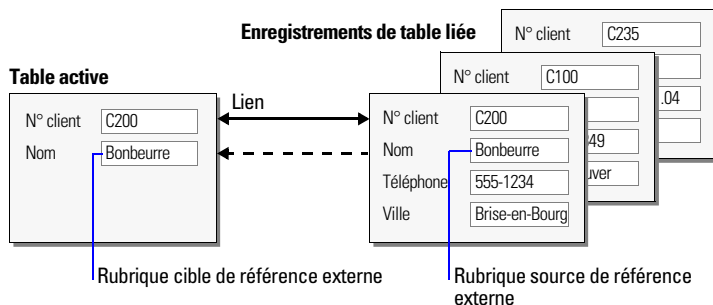 Enregistrements de table liée
N° client C235
.04
N° client C100
249
uver
Table active
N° client C200
Nom Bonbeurre
Lien
N° client C200
Nom Bonbeurre
Téléphone 555-1234
Ville Brise-en-Bourg
Rubrique cible de référence externe
Rubrique source de référence
externe